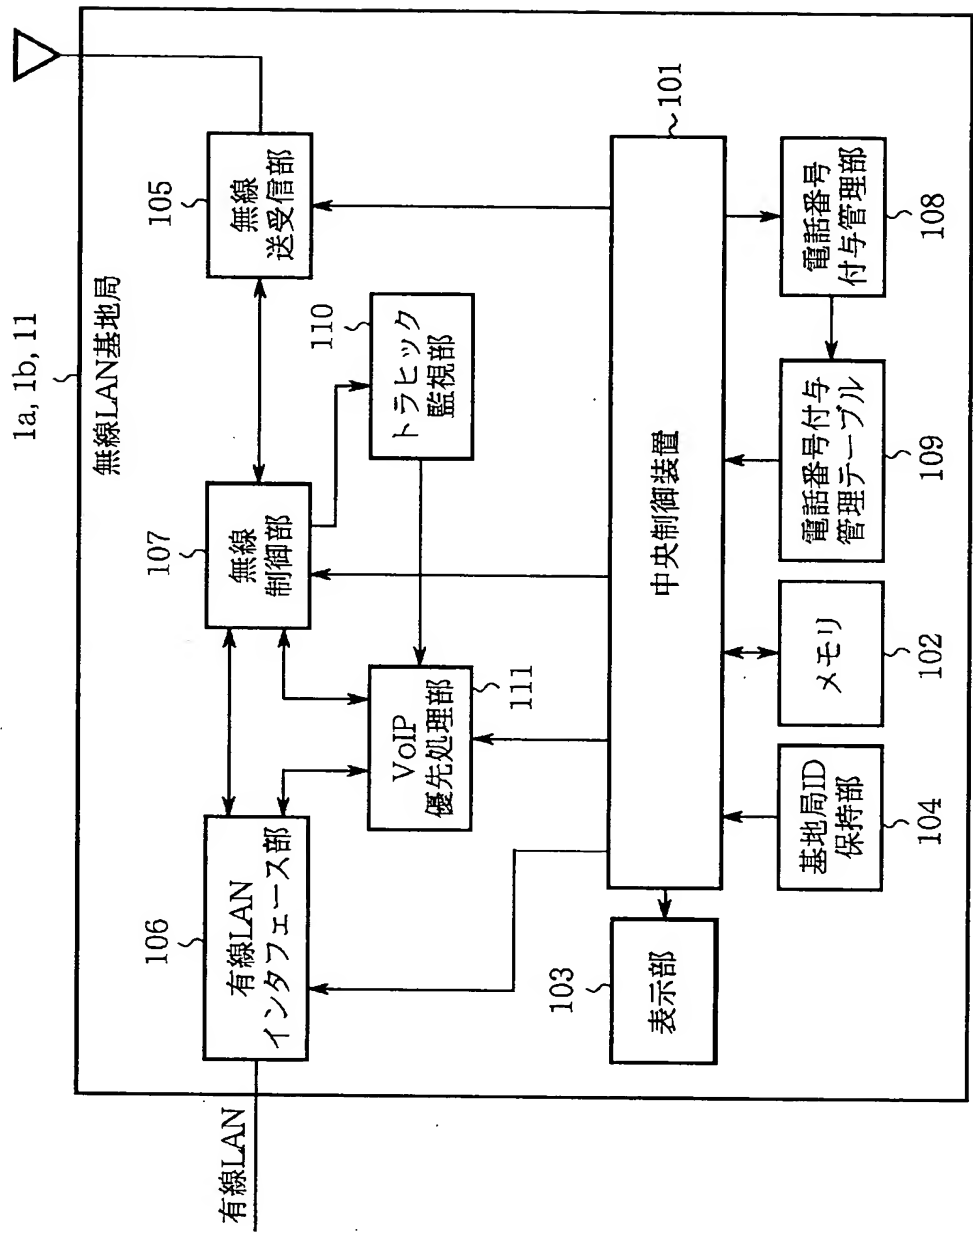 1a, 1b, 11
無線LAN基地局
有線LAN
106
有線LAN
インタフェース部
107
無線
制御部
105
無線
送受信部
VoIP
優先処理部
111
110
トラヒック
監視部
103
表示部
中央制御装置
101
基地局ID
保持部
104
メモリ
102
電話番号付与
管理テーブル
109
電話番号
付与管理部
108